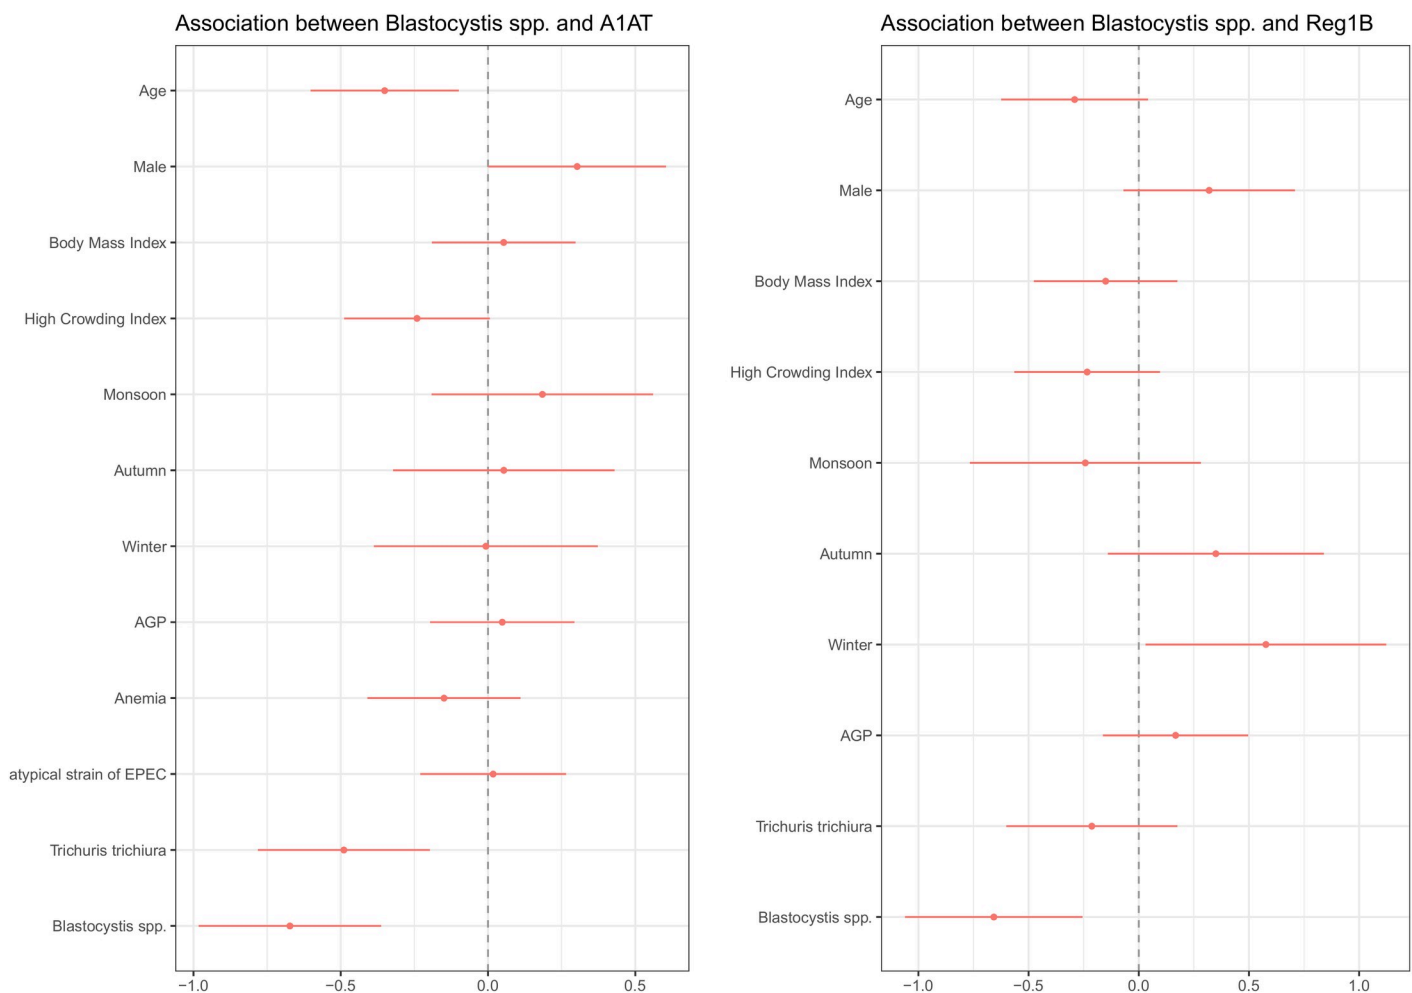 Association between Blastocystis spp. and A1AT
Age
Male
Body Mass Index
High Crowding Index
Monsoon
Autumn
Winter
AGP
Anemia
atypical strain of EPEC
Trichuris trichiura
Blastocystis spp.
−1.0 −0.5 0.0 0.5
Association between Blastocystis spp. and Reg1B
Age
Male
Body Mass Index
High Crowding Index
Monsoon
Autumn
Winter
AGP
Trichuris trichiura
Blastocystis spp.
−1.0 −0.5 0.0 0.5 1.0